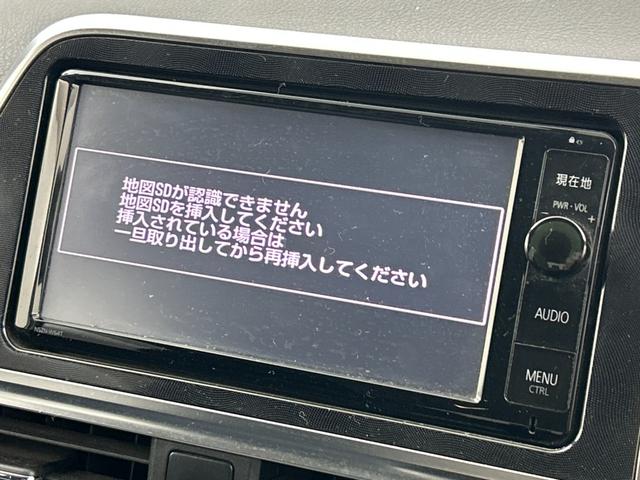 地図SDが認識できません
地図SDを挿入してください
挿入されている場合は
一旦取り出してから再挿入してください
現在地
PWR・VOL
+
AUDIO
MENU
CTRL